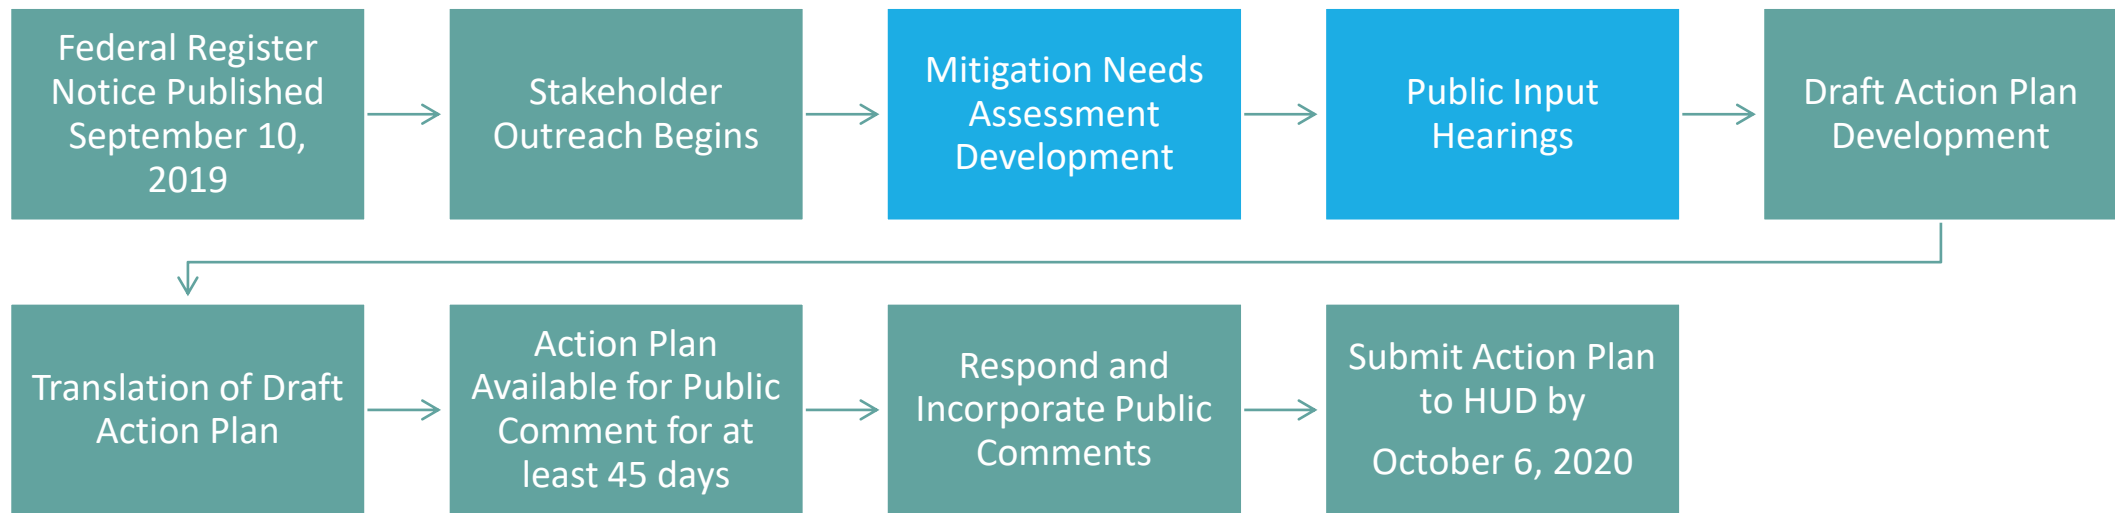 Federal Register
Notice Published
September 10,
2019
Stakeholder
Outreach Begins
Mitigation Needs
Assessment
Development
Public Input
Hearings
Draft Action Plan
Development
Translation of Draft
Action Plan
Action Plan
Available for Public
Comment for at
least 45 days
Respond and
Incorporate Public
Comments
Submit Action Plan
to HUD by
October 6, 2020